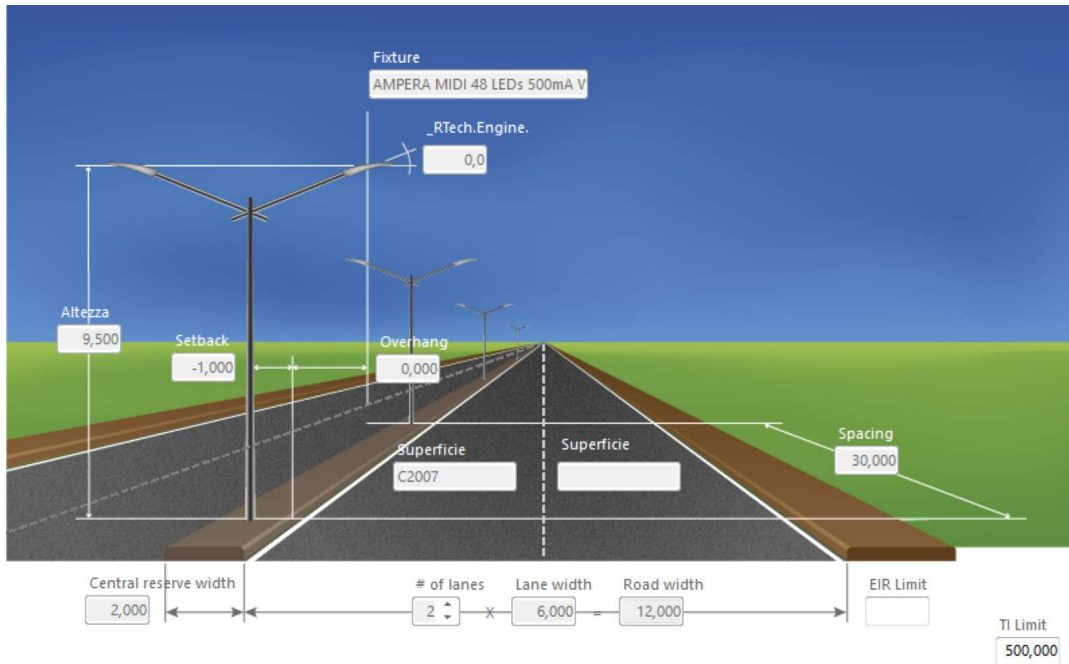 Fixture
AMPERA MIDI 48 LEDs 500mA V
_RTech.Engine.
0,0
Altezza
9,500
Setback
-1,000
Overhang
0,000
Spacing
30,000
Superficie
C2007
Superficie
Central reserve width
2,000
# of lanes
2
X
Lane width
6,000
=
Road width
12,000
EIR Limit
TI Limit
500,000